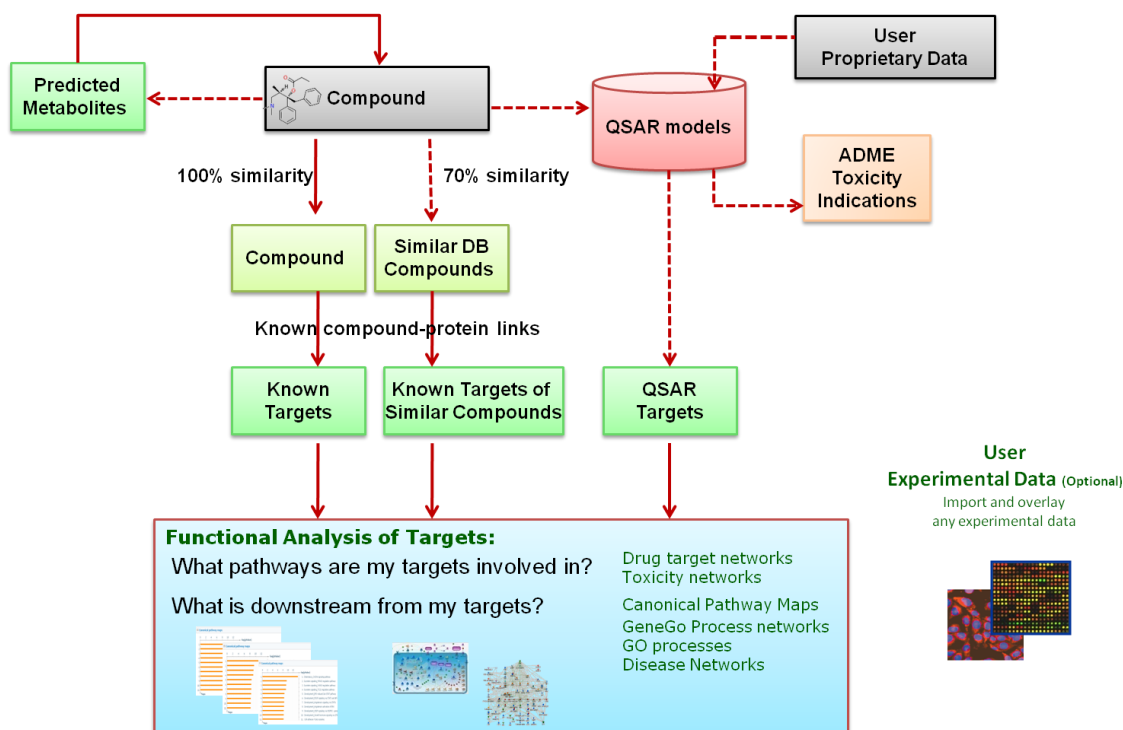 User
Proprietary Data
Predicted
Metabolites
Compound
QSAR models
ADME
Toxicity
Indications
100% similarity
70% similarity
Compound
Similar DB
Compounds
Known compound-protein links
Known
Targets
Known Targets of
Similar Compounds
QSAR
Targets
User
Experimental Data (Optional)
Import and overlay
any experimental data
Functional Analysis of Targets:
What pathways are my targets involved in?
What is downstream from my targets?
Drug target networks
Toxicity networks
Canonical Pathway Maps
GeneGo Process networks
GO processes
Disease Networks